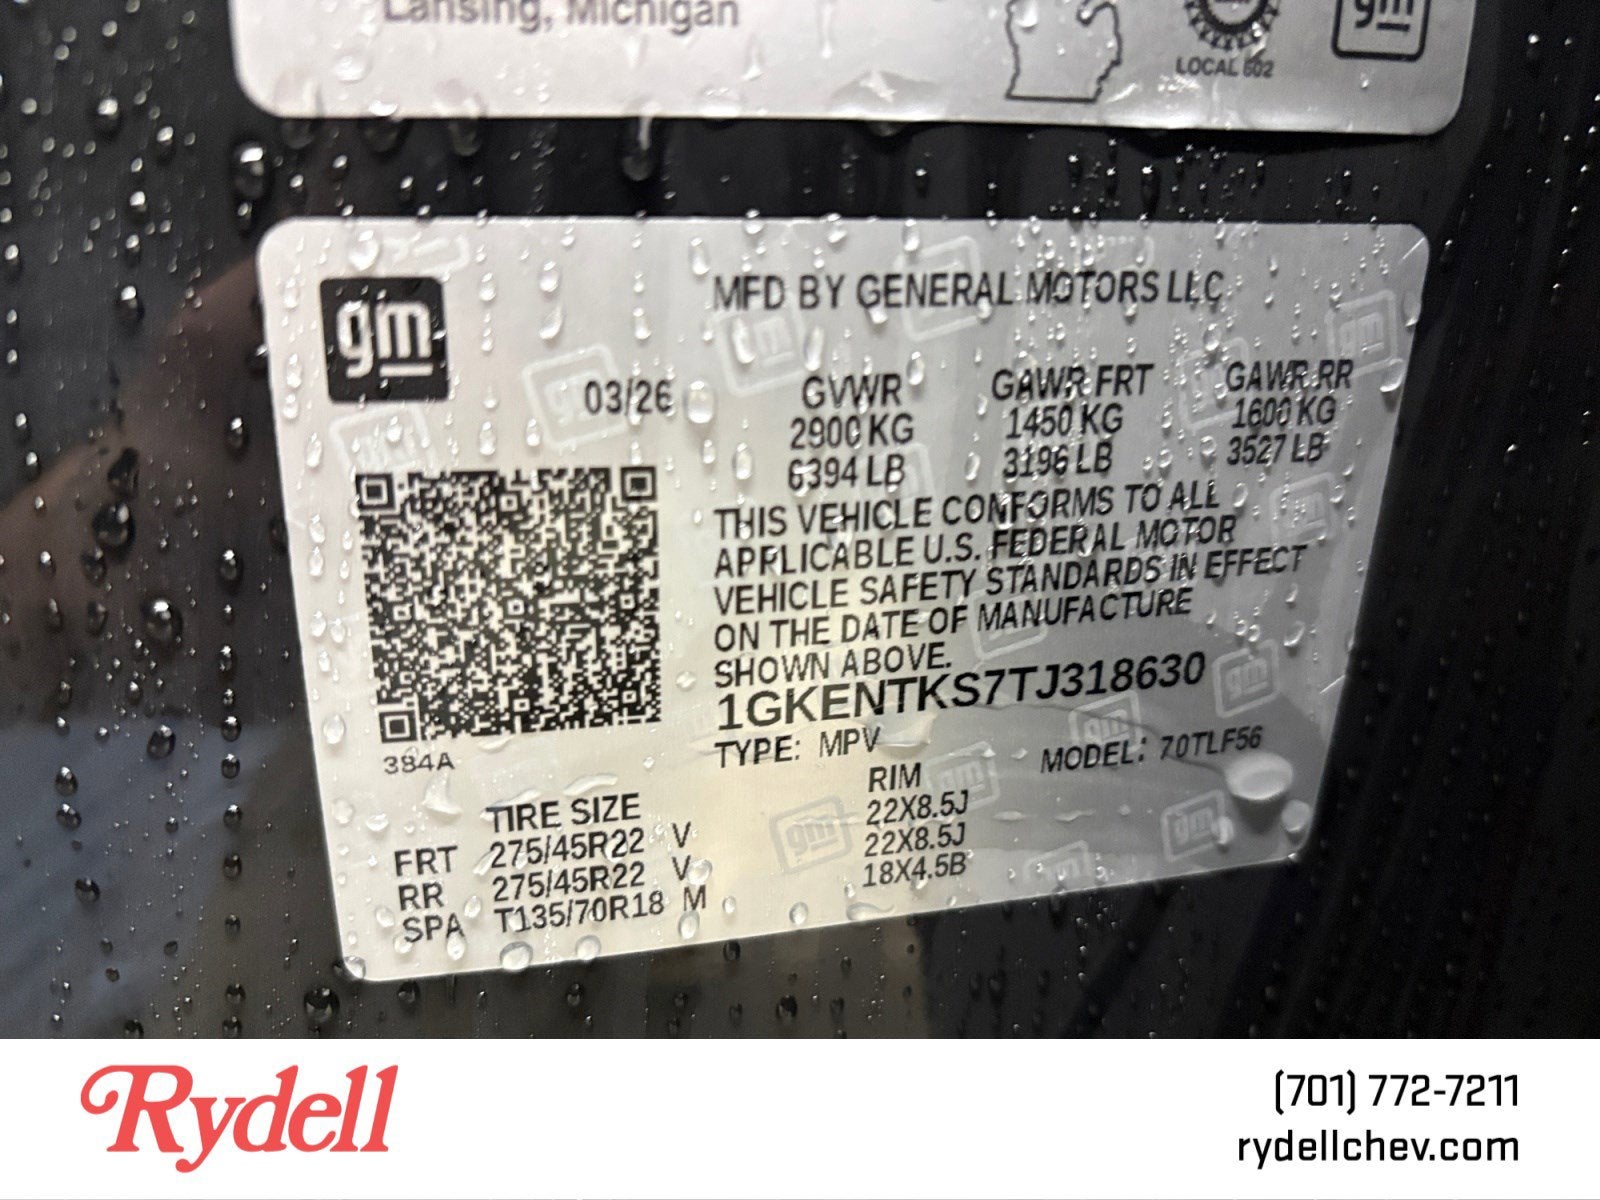 Lansing, Michigan
LOCAL 602
gm
gm
MFD BY GENERAL MOTORS LLC
03/26
GVWR GAWR FRT GAWR RR
2900 KG 1450 KG 1600 KG
6394 LB 3196 LB 3527 LB
THIS VEHICLE CONFORMS TO ALL
APPLICABLE U.S. FEDERAL MOTOR
VEHICLE SAFETY STANDARDS IN EFFECT
ON THE DATE OF MANUFACTURE
SHOWN ABOVE.
1GKENTKS7TJ318630
384A
TYPE: MPV MODEL: 70TLF56
TIRE SIZE RIM
FRT 275/45R22 V 22X8.5J
RR 275/45R22 V 22X8.5J
SPA T135/70R18 M 18X4.5B
Rydell
(701) 772-7211
rydellchev.com